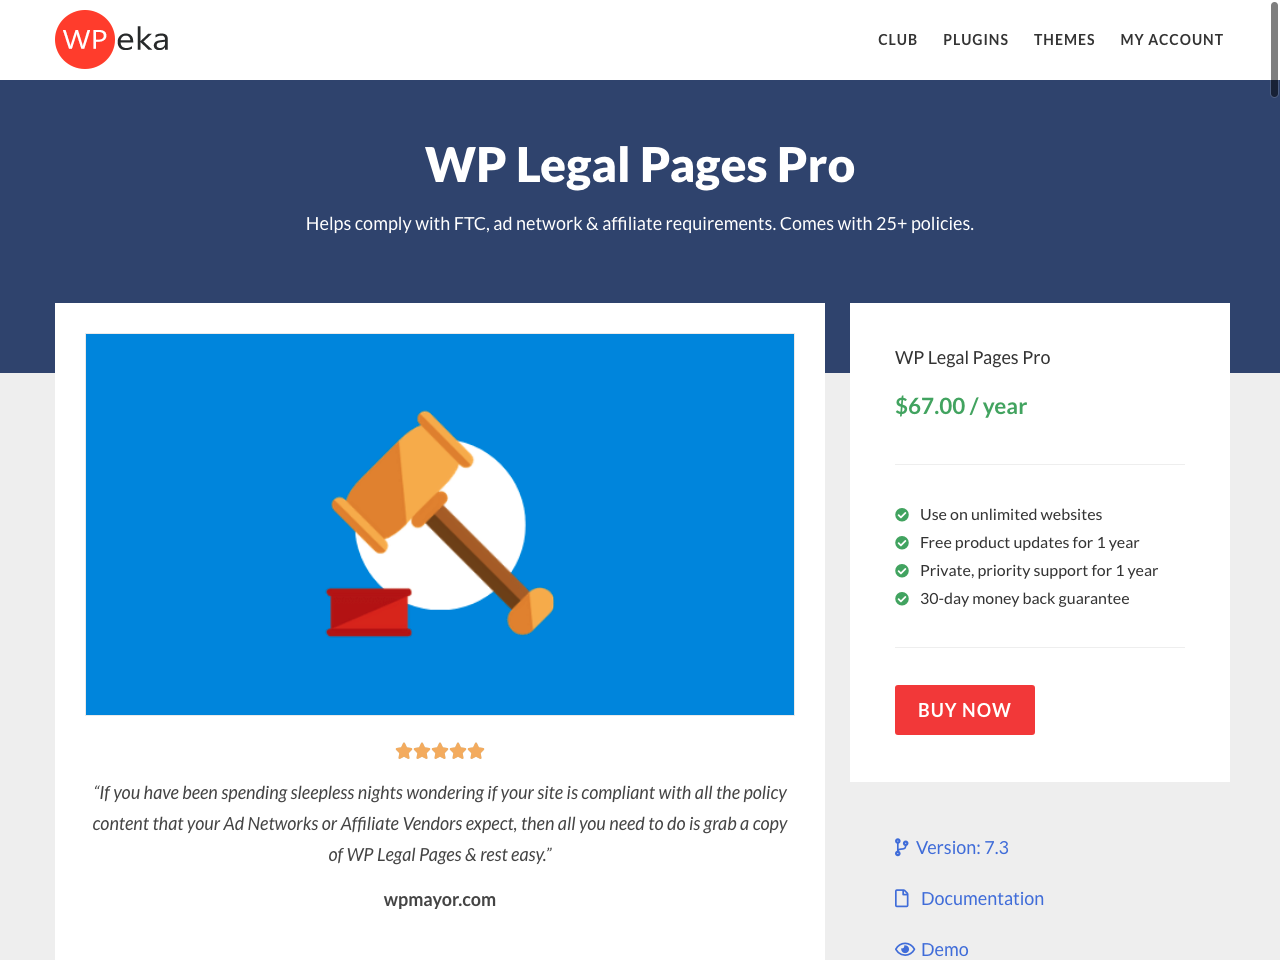 WPeka
CLUB PLUGINS THEMES MY ACCOUNT
WP Legal Pages Pro
Helps comply with FTC, ad network & affiliate requirements. Comes with 25+ policies.
WP Legal Pages Pro
$67.00 / year
Use on unlimited websites
Free product updates for 1 year
Private, priority support for 1 year
30-day money back guarantee
BUY NOW
“If you have been spending sleepless nights wondering if your site is compliant with all the policy
content that your Ad Networks or Affiliate Vendors expect, then all you need to do is grab a copy
of WP Legal Pages & rest easy.”
wpmayor.com
Version: 7.3
Documentation
Demo